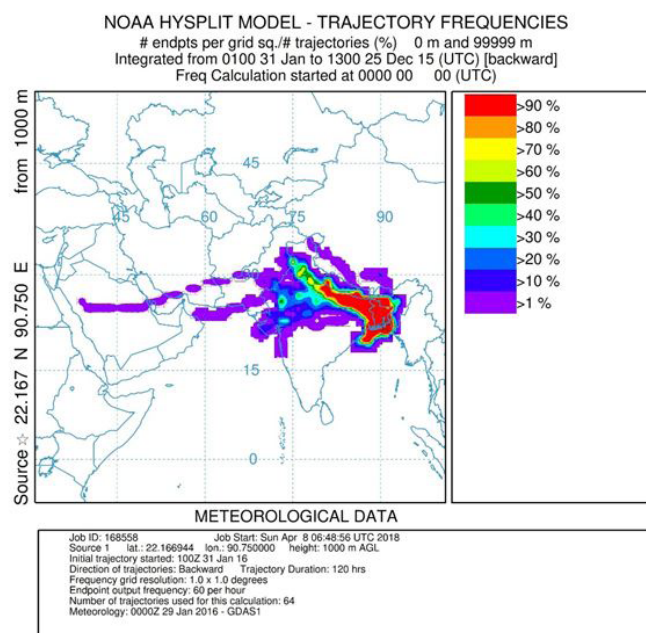 NOAA HYSPLIT MODEL - TRAJECTORY FREQUENCIES
# endpts per grid sq./# trajectories (%)    0 m and 99999 m
Integrated from 0100 31 Jan to 1300 25 Dec 15 (UTC) [backward]
Freq Calculation started at 0000 00    00 (UTC)
Source ☆ 22.167 N 90.750 E    from 1000 m
45
45
60
75
90
30
15
0
>90 %
>80 %
>70 %
>60 %
>50 %
>40 %
>30 %
>20 %
>10 %
>1 %
METEOROLOGICAL DATA
Job ID: 168558    Job Start: Sun Apr 8 06:48:56 UTC 2018
Source 1    lat.: 22.166944    lon.: 90.750000    height: 1000 m AGL
Initial trajectory started: 100Z 31 Jan 16
Direction of trajectories: Backward    Trajectory Duration: 120 hrs
Frequency grid resolution: 1.0 x 1.0 degrees
Endpoint output frequency: 60 per hour
Number of trajectories used for this calculation: 64
Meteorology: 0000Z 29 Jan 2016 - GDAS1